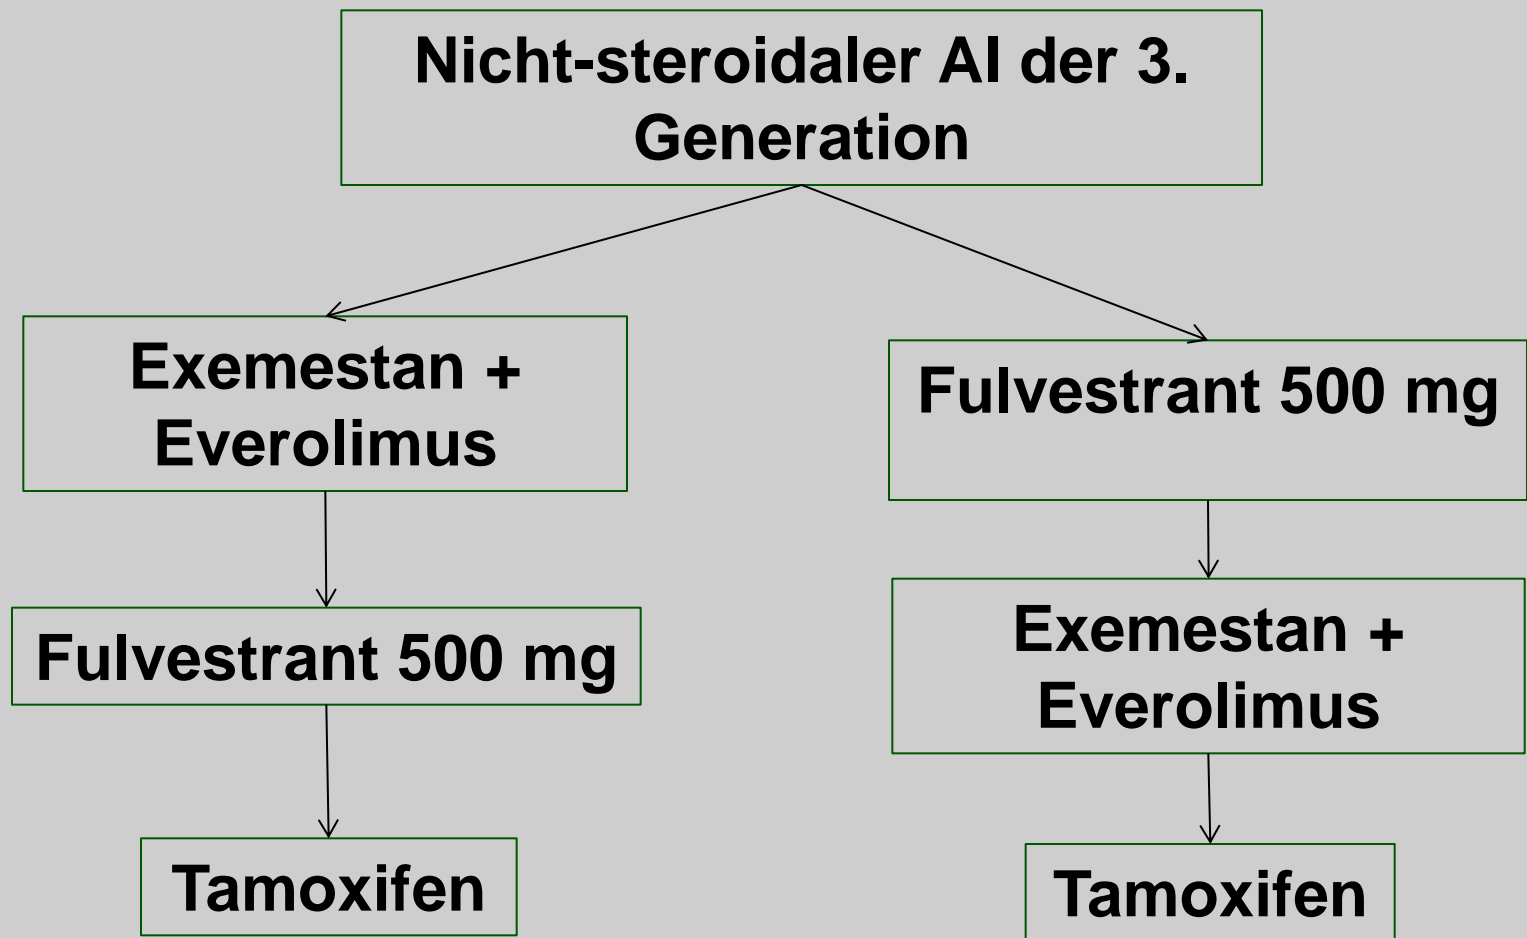 Nicht-steroidaler AI der 3.
Generation
Exemestan +
Everolimus
Fulvestrant 500 mg
Tamoxifen
Fulvestrant 500 mg
Exemestan +
Everolimus
Tamoxifen